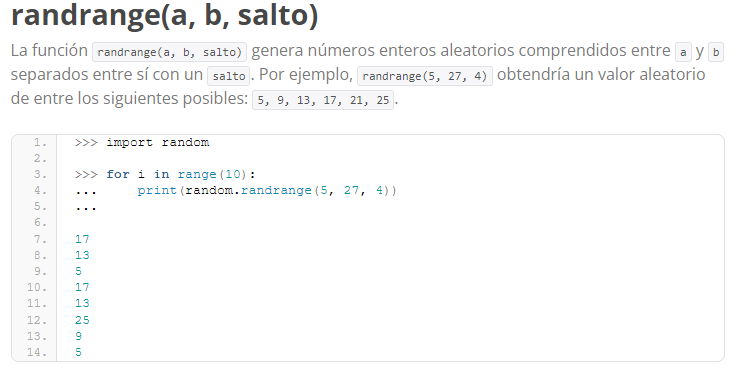 randrange(a, b, salto)
La función randrange(a, b, salto) genera números enteros aleatorios comprendidos entre a y b
separados entre sí con un salto. Por ejemplo, randrange(5, 27, 4) obtendría un valor aleatorio
de entre los siguientes posibles: 5, 9, 13, 17, 21, 25.
1. >>> import random
2.
3. >>> for i in range(10):
4. ...     print(random.randrange(5, 27, 4))
5. ...
6.
7. 17
8. 13
9. 5
10. 17
11. 13
12. 25
13. 9
14. 5